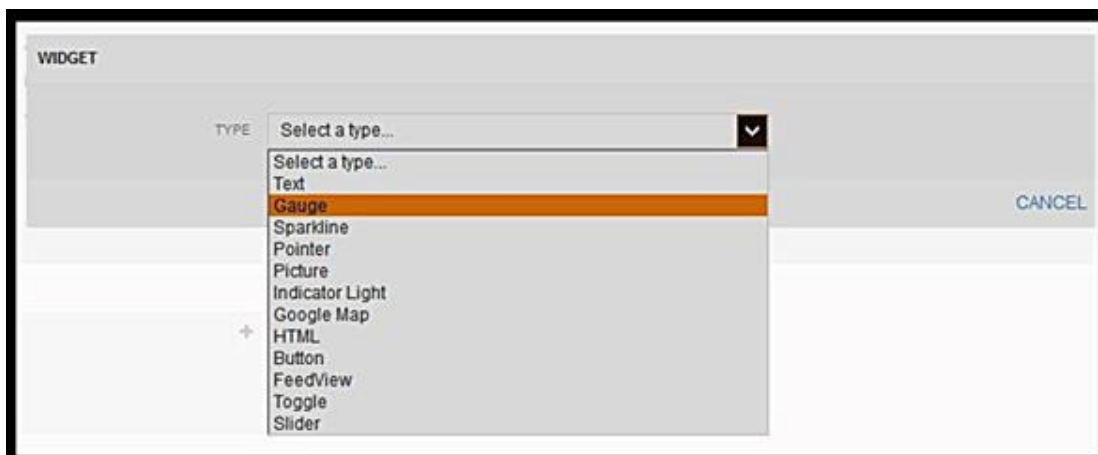 WIDGET
TYPE Select a type...
Select a type...
Text
Gauge
CANCEL
Sparkline
Pointer
Picture
Indicator Light
Google Map
HTML
Button
FeedView
Toggle
Slider